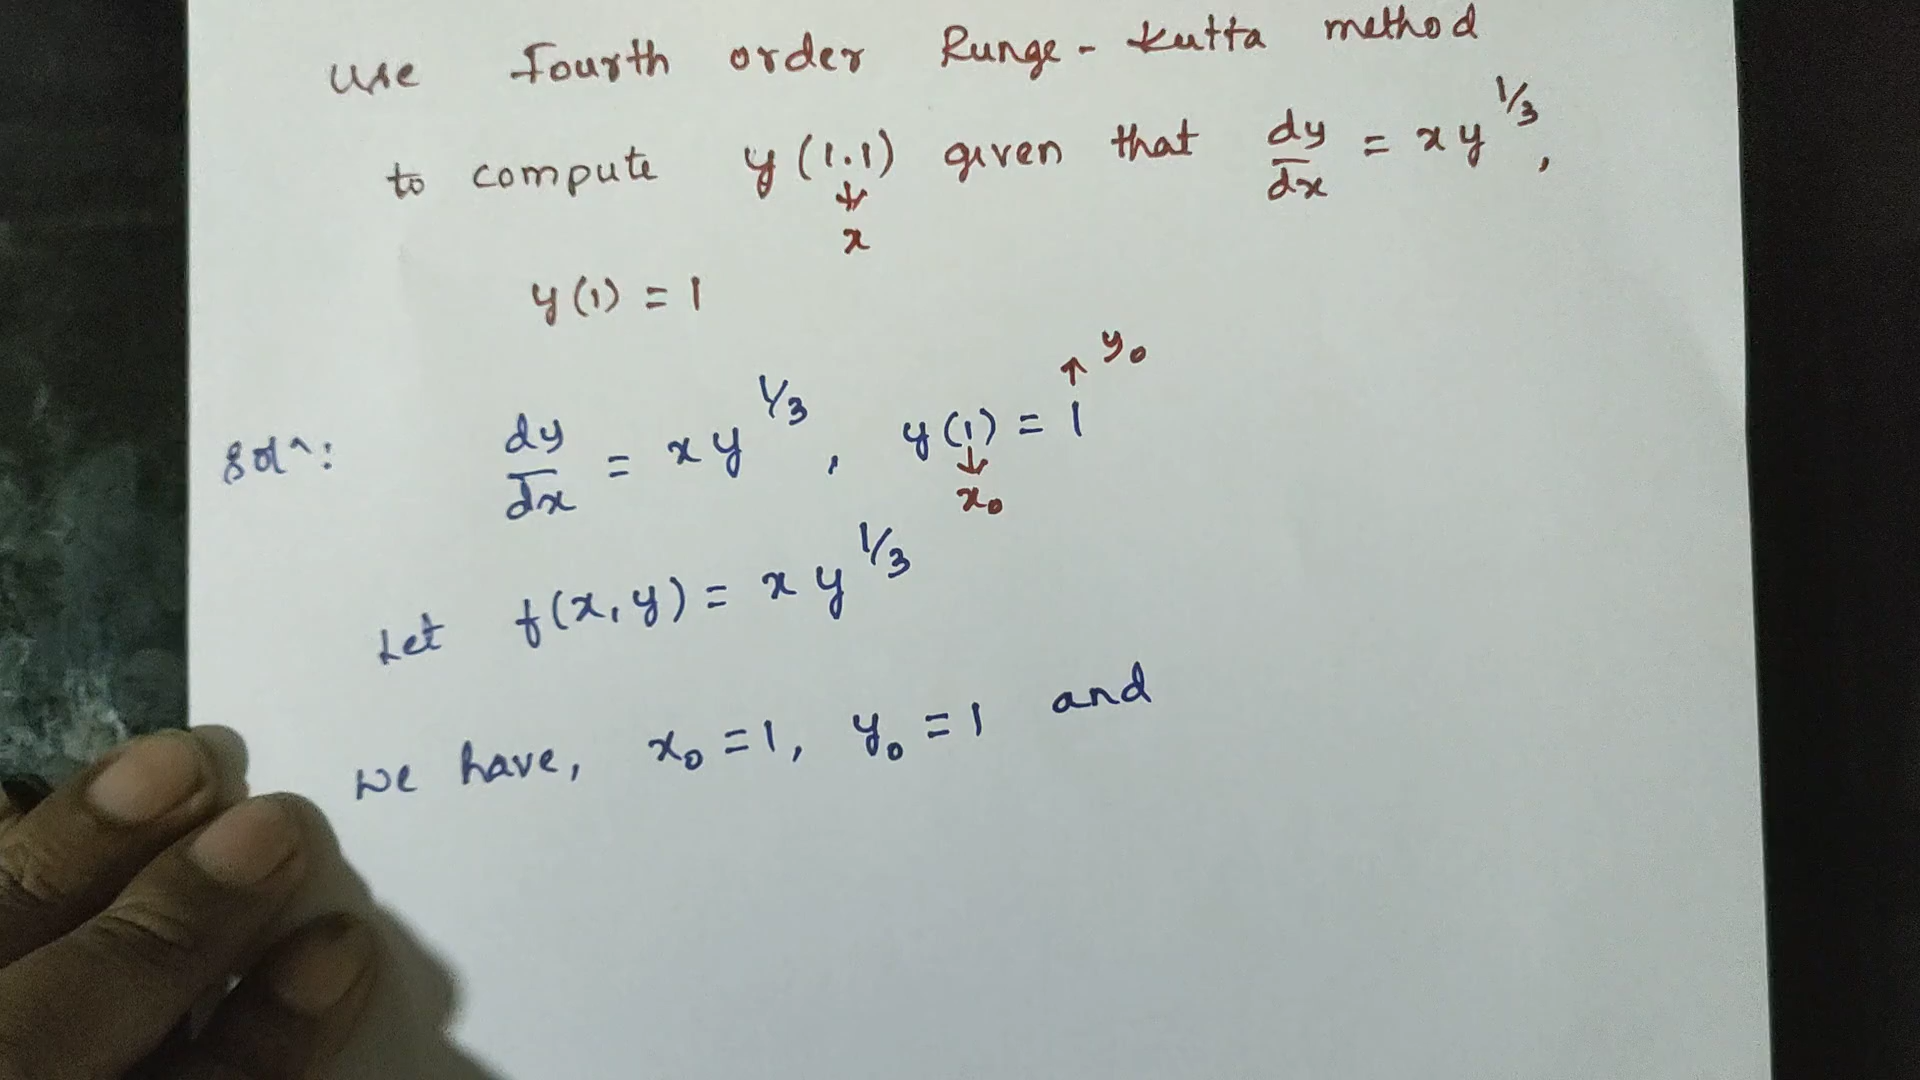 Use Fourth order Runge-Kutta method
to compute y(1.1) given that dy/dx = xy^1/3,
↓
x
y(1) = 1
↑ y₀
Solⁿ: dy/dx = xy^1/3, y(1) = 1
↓
x₀
Let f(x,y) = xy^1/3
We have, x₀ = 1, y₀ = 1 and